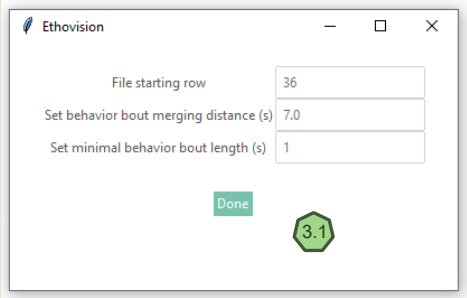 Ethovision
File starting row 36
Set behavior bout merging distance (s) 7.0
Set minimal behavior bout length (s) 1
Done
3.1